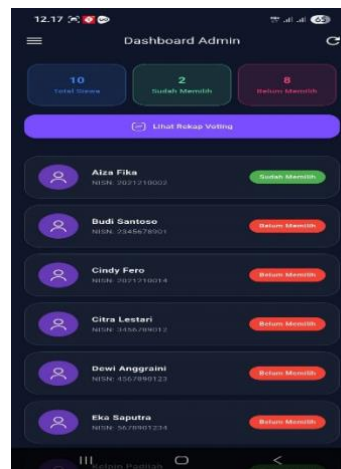 12.17
65
Dashboard Admin
10
Total Siswa
2
Sudah Memilih
8
Belum Memilih
Lihat Rekap Voting
Aiza Fika
NISN: 2021210002
Sudah Memilih
Budi Santoso
NISN: 2345678901
Belum Memilih
Cindy Fero
NISN: 2021210014
Belum Memilih
Citra Lestari
NISN: 3456789012
Belum Memilih
Dewi Anggraini
NISN: 4567890123
Belum Memilih
Eka Saputra
NISN: 5678901234
Belum Memilih